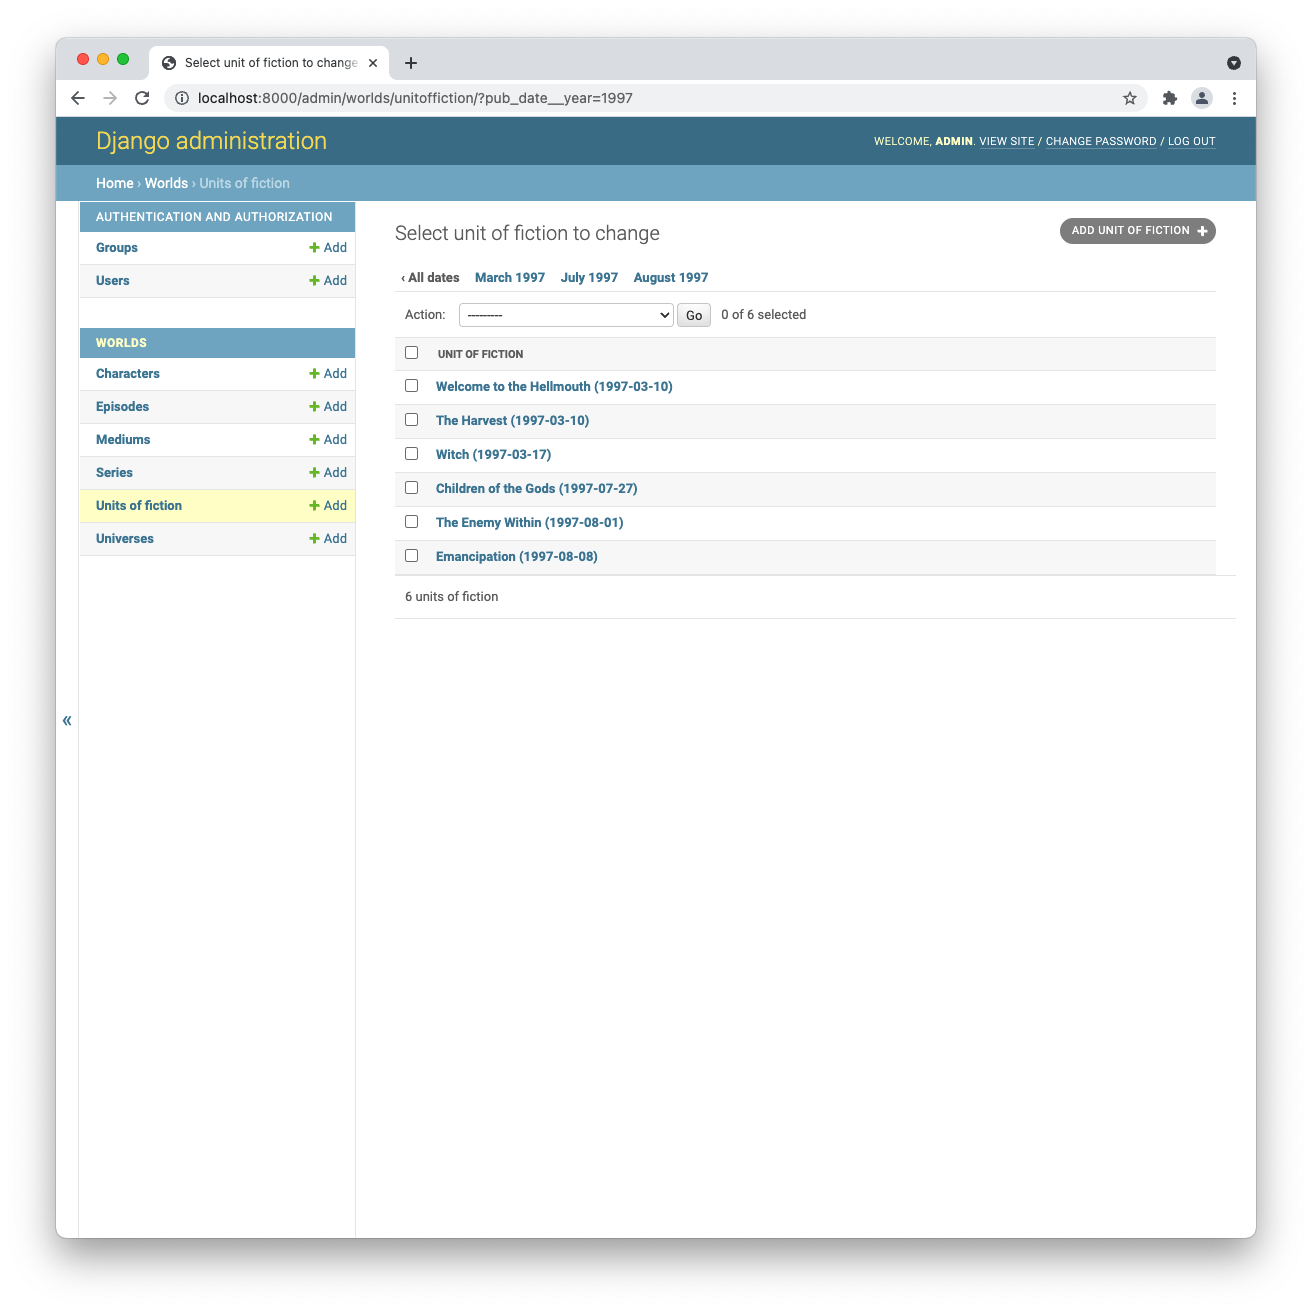 Select unit of fiction to change
localhost:8000/admin/worlds/unitoffiction/?pub_date__year=1997
Django administration
WELCOME, ADMIN. VIEW SITE / CHANGE PASSWORD / LOG OUT
Home › Worlds › Units of fiction
AUTHENTICATION AND AUTHORIZATION
Groups + Add
Users + Add
WORLDS
Characters + Add
Episodes + Add
Mediums + Add
Series + Add
Units of fiction + Add
Universes + Add
«
Select unit of fiction to change
ADD UNIT OF FICTION +
‹ All dates March 1997 July 1997 August 1997
Action: --------- Go 0 of 6 selected
UNIT OF FICTION
Welcome to the Hellmouth (1997-03-10)
The Harvest (1997-03-10)
Witch (1997-03-17)
Children of the Gods (1997-07-27)
The Enemy Within (1997-08-01)
Emancipation (1997-08-08)
6 units of fiction